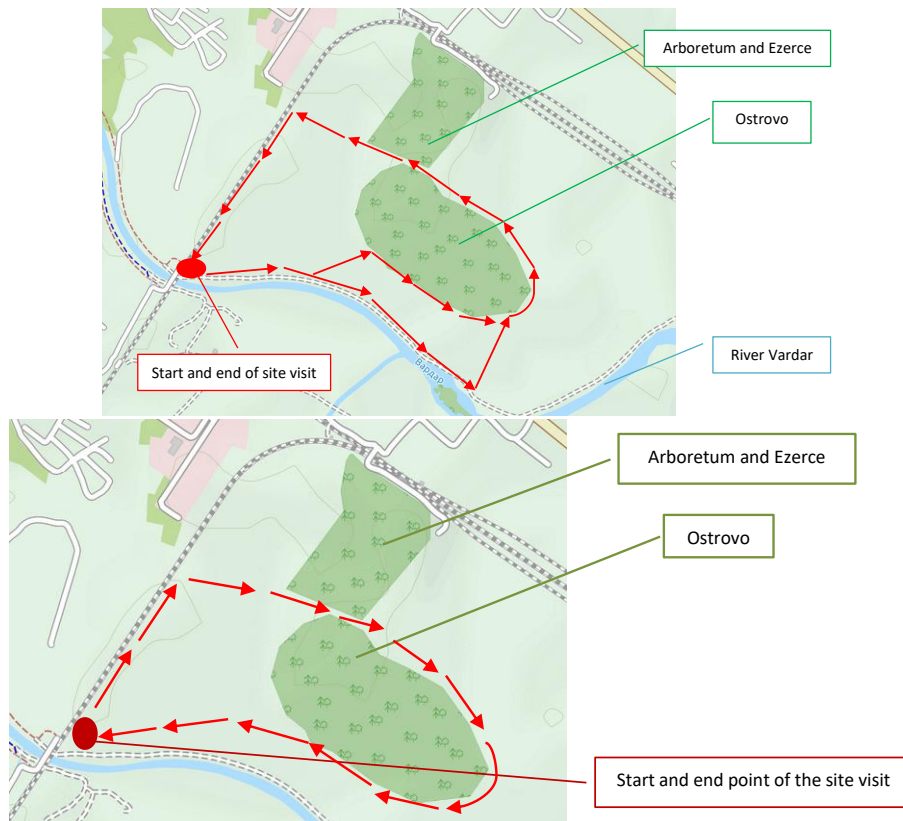 Arboretum and Ezerce
Ostrovo
River Vardar
Start and end of site visit
Вардар
Arboretum and Ezerce
Ostrovo
Start and end point of the site visit